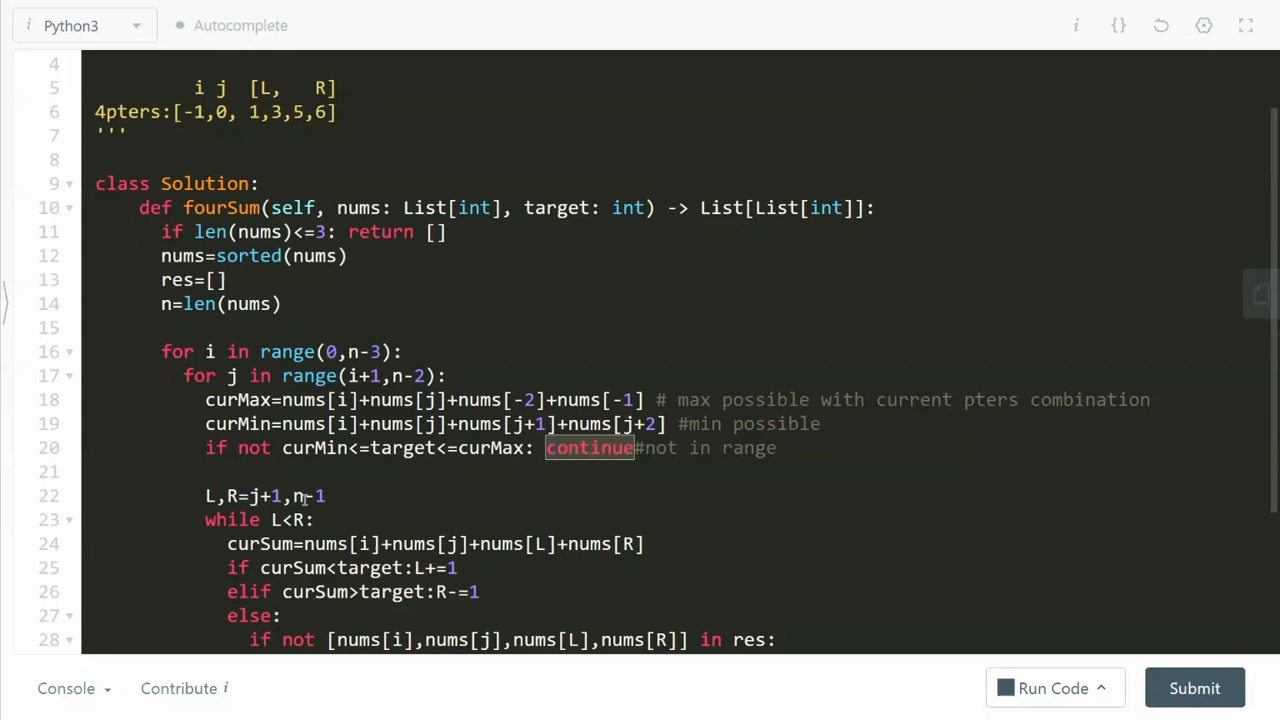 i Python3 Autocomplete i {}
4
5 i j [L, R]
6 4pters:[-1,0, 1,3,5,6]
7 '''
8
9 class Solution:
10 def fourSum(self, nums: List[int], target: int) -> List[List[int]]:
11 if len(nums)<=3: return []
12 nums=sorted(nums)
13 res=[]
14 n=len(nums)
15
16 for i in range(0,n-3):
17 for j in range(i+1,n-2):
18 curMax=nums[i]+nums[j]+nums[-2]+nums[-1] # max possible with current pters combination
19 curMin=nums[i]+nums[j]+nums[j+1]+nums[j+2] #min possible
20 if not curMin<=target<=curMax: continue#not in range
21
22 L,R=j+1,n-1
23 while L<R:
24 curSum=nums[i]+nums[j]+nums[L]+nums[R]
25 if curSum<target:L+=1
26 elif curSum>target:R-=1
27 else:
28 if not [nums[i],nums[j],nums[L],nums[R]] in res:
Console Contribute i Run Code Submit